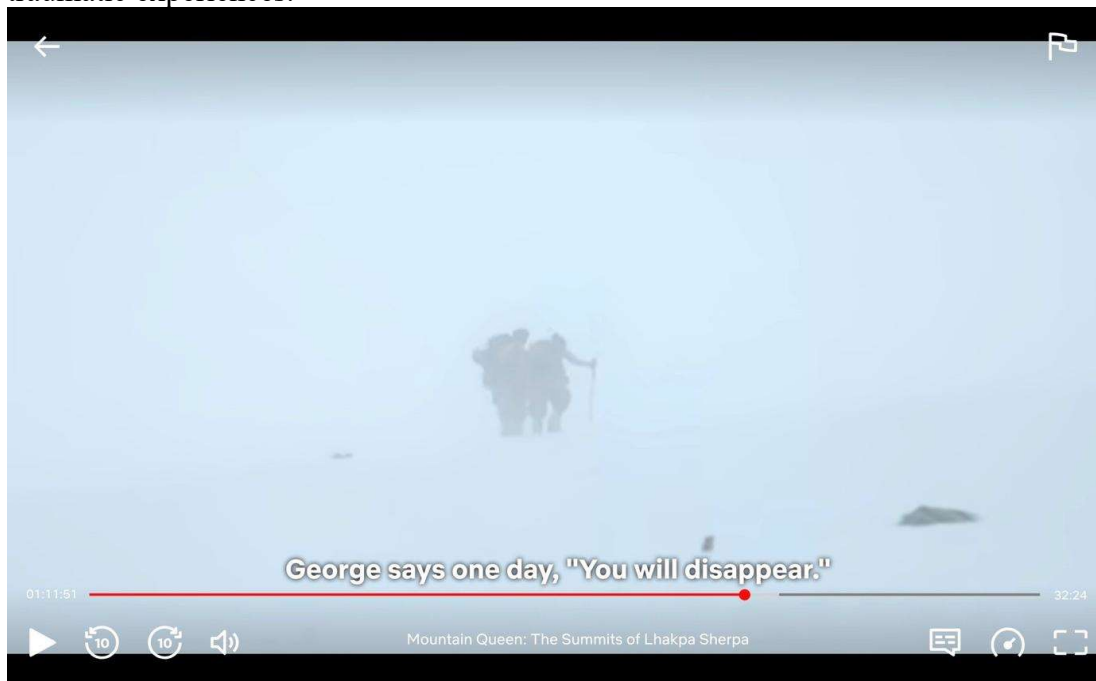 George says one day, "You will disappear."
01:11:51
32:24
10
10
Mountain Queen: The Summits of Lhakpa Sherpa